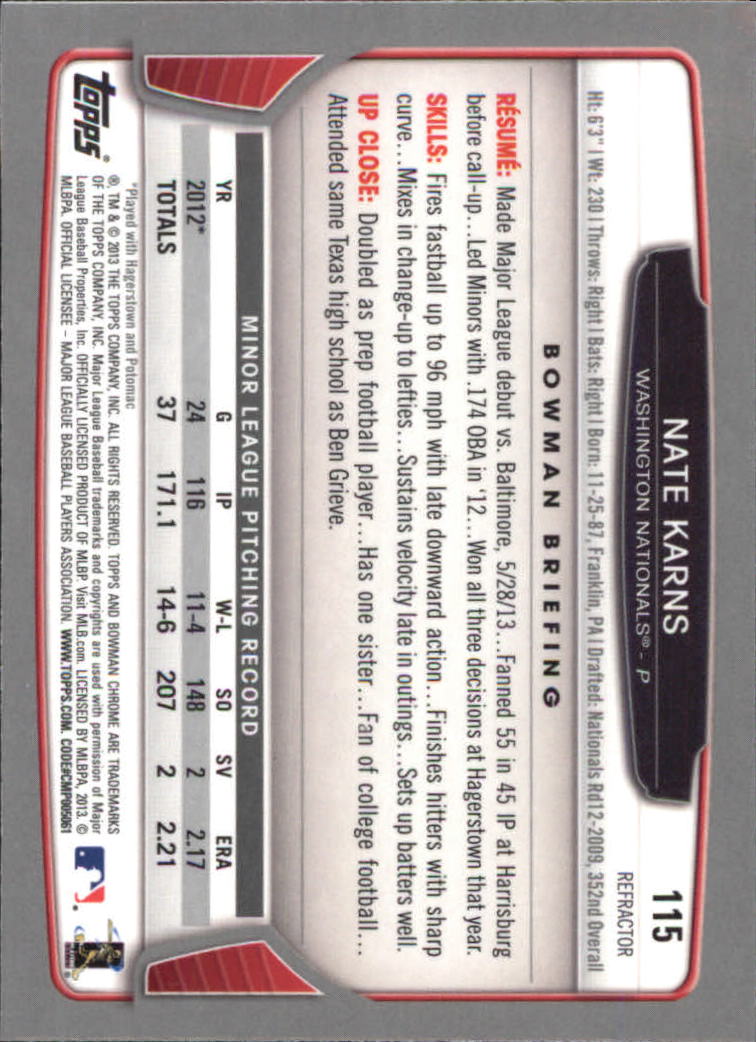 115
REFRACTOR
NATE KARNS
WASHINGTON NATIONALS® - P
Ht: 6'3" | Wt: 230 | Throws: Right | Bats: Right | Born: 11-25-87, Franklin, PA | Drafted: Nationals Rd12-2009, 352nd Overall
BOWMAN BRIEFING
RÉSUMÉ: Made Major League debut vs. Baltimore, 5/28/13...Fanned 55 in 45 IP at Harrisburg
before call-up...Led Minors with .174 OBA in '12...Won all three decisions at Hagerstown that year.
SKILLS: Fires fastball up to 96 mph with late downward action...Finishes hitters with sharp
curve...Mixes in change-up to lefties...Sustains velocity late in outings...Sets up batters well.
UP CLOSE: Doubled as prep football player...Has one sister...Fan of college football...
Attended same Texas high school as Ben Grieve.
MINOR LEAGUE PITCHING RECORD
YR G IP W-L SO SV ERA
2012* 24 116 11-4 148 2 2.17
TOTALS 37 171.1 14-6 207 2 2.21
*Played with Hagerstown and Potomac
®, TM & © 2013 THE TOPPS COMPANY, INC. ALL RIGHTS RESERVED. TOPPS AND BOWMAN CHROME ARE TRADEMARKS
OF THE TOPPS COMPANY, INC. Major League Baseball trademarks and copyrights are used with permission of Major
League Baseball Properties, Inc. OFFICIALLY LICENSED PRODUCT OF MLBP. Visit MLB.com. LICENSED BY MLBPA, 2013. ©
MLBPA. OFFICIAL LICENSEE – MAJOR LEAGUE BASEBALL PLAYERS ASSOCIATION. WWW.TOPPS.COM. CODE#CMP005061
topps®